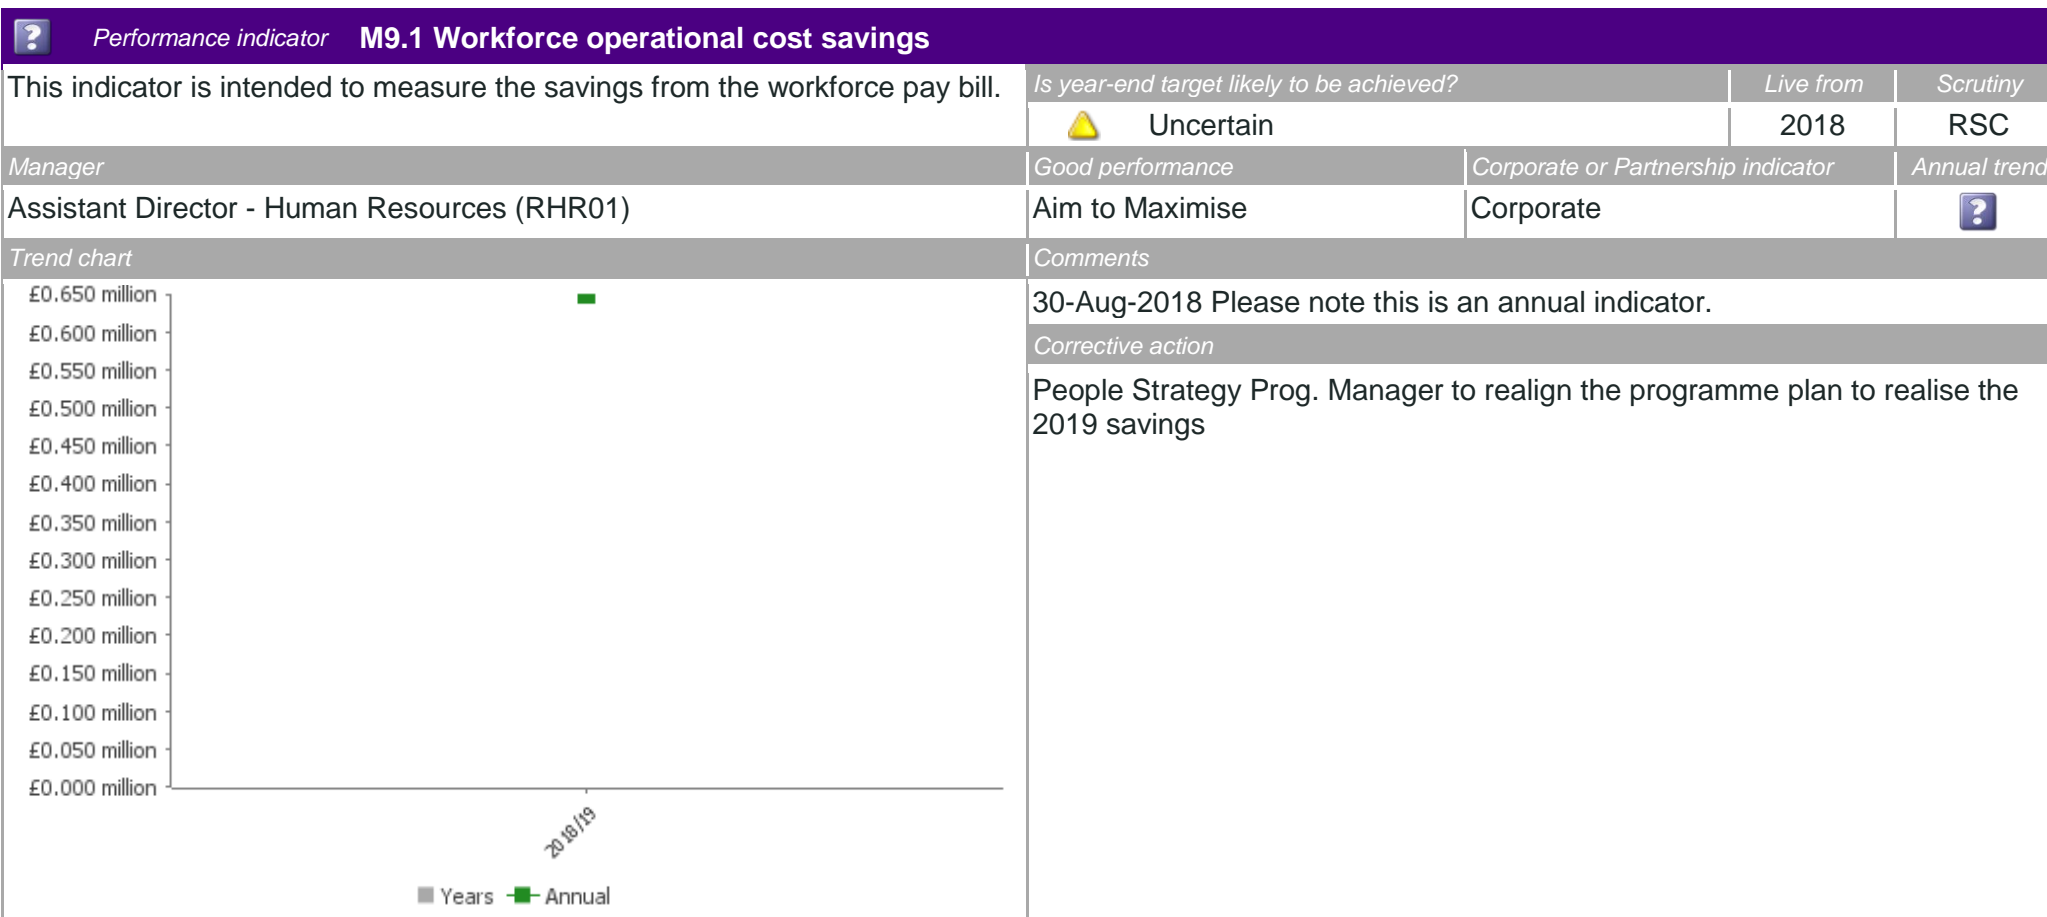 ? Performance indicator M9.1 Workforce operational cost savings
This indicator is intended to measure the savings from the workforce pay bill.
Is year-end target likely to be achieved? Live from Scrutiny
Uncertain 2018 RSC
Manager Good performance Corporate or Partnership indicator Annual trend
Assistant Director - Human Resources (RHR01) Aim to Maximise Corporate ?
Trend chart
£0.650 million
£0.600 million
£0.550 million
£0.500 million
£0.450 million
£0.400 million
£0.350 million
£0.300 million
£0.250 million
£0.200 million
£0.150 million
£0.100 million
£0.050 million
£0.000 million
2018/19
Years Annual
Comments
30-Aug-2018 Please note this is an annual indicator.
Corrective action
People Strategy Prog. Manager to realign the programme plan to realise the
2019 savings